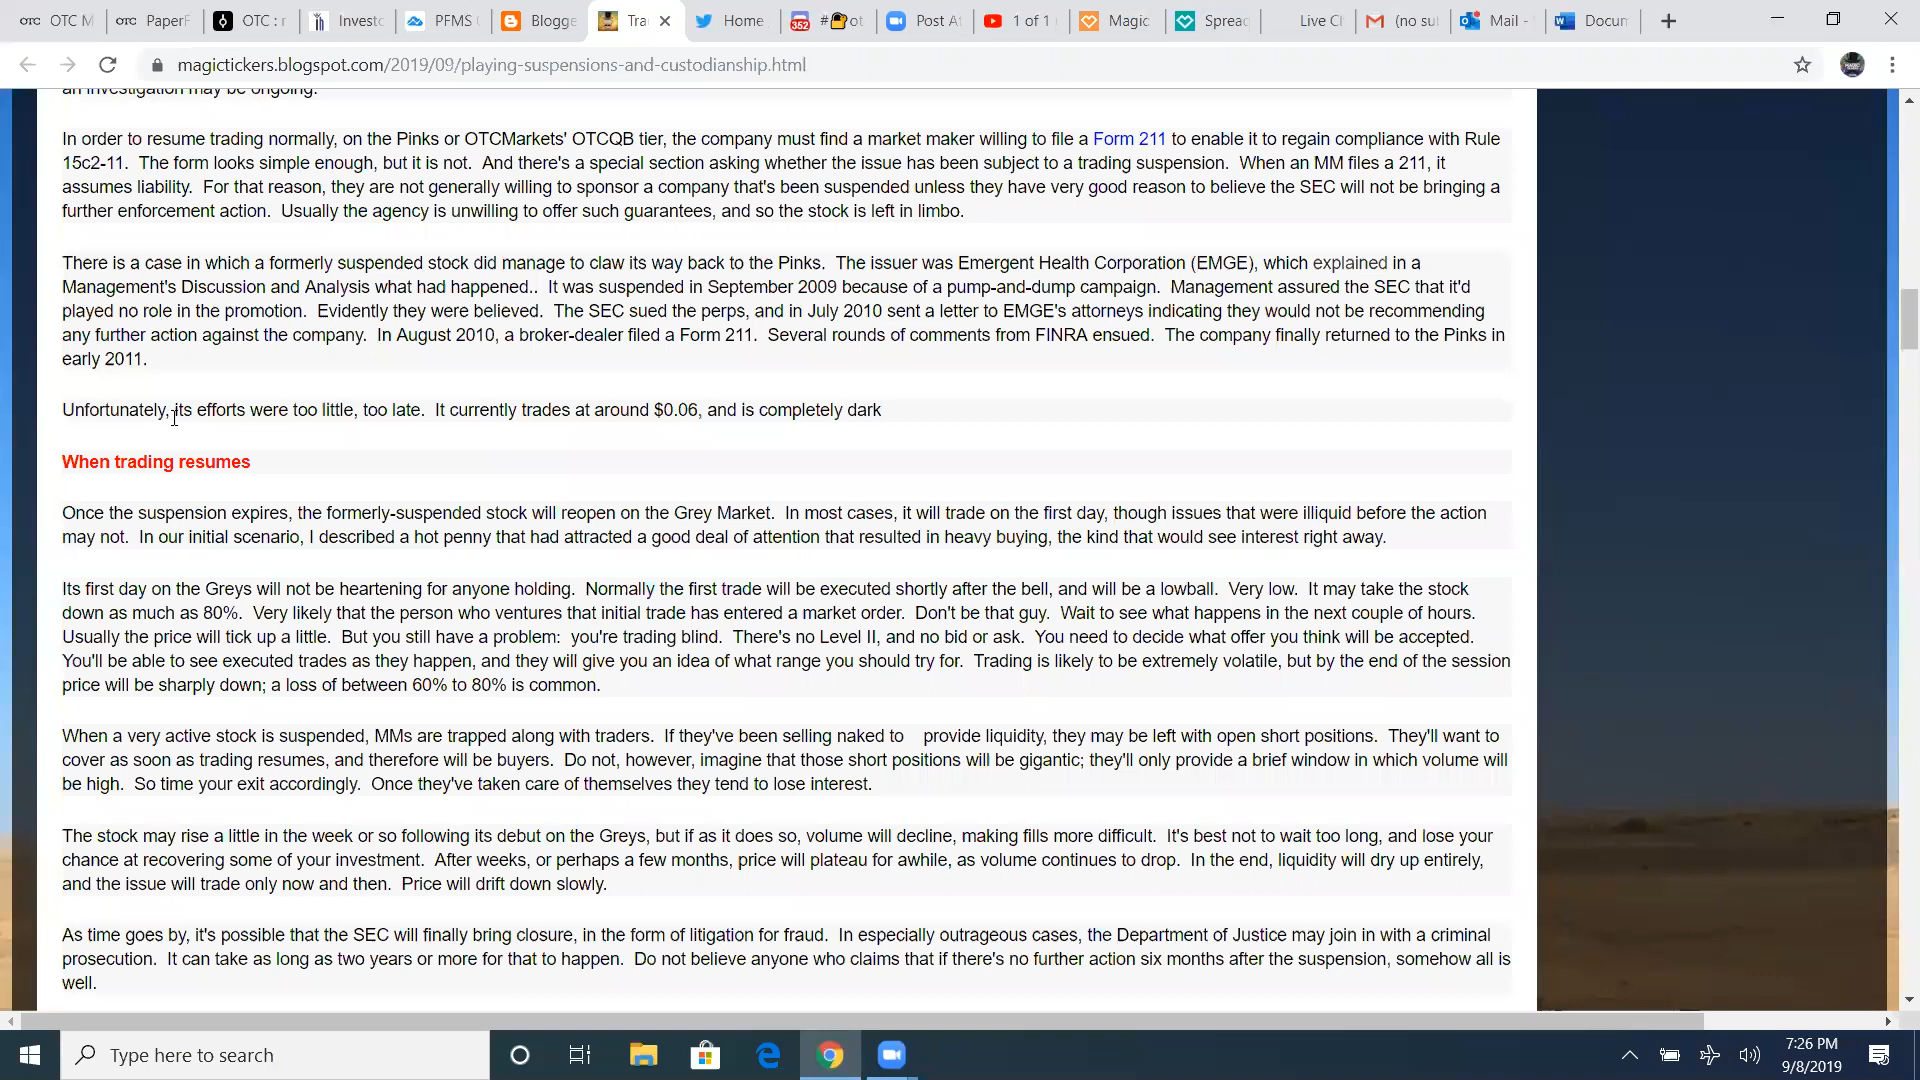 OTC M
PaperF
OTC : r
Invest
PFMS
Blogge
Tra
Home
352
Post A
1 of 1
Magic
Spread
Live Cl
(no su
Mail -
Docum
magictickers.blogspot.com/2019/09/playing-suspensions-and-custodianship.html
an investigation may be ongoing.
In order to resume trading normally, on the Pinks or OTCMarkets' OTCQB tier, the company must find a market maker willing to file a Form 211 to enable it to regain compliance with Rule
15c2-11. The form looks simple enough, but it is not. And there's a special section asking whether the issue has been subject to a trading suspension. When an MM files a 211, it
assumes liability. For that reason, they are not generally willing to sponsor a company that's been suspended unless they have very good reason to believe the SEC will not be bringing a
further enforcement action. Usually the agency is unwilling to offer such guarantees, and so the stock is left in limbo.
There is a case in which a formerly suspended stock did manage to claw its way back to the Pinks. The issuer was Emergent Health Corporation (EMGE), which explained in a
Management's Discussion and Analysis what had happened.. It was suspended in September 2009 because of a pump-and-dump campaign. Management assured the SEC that it'd
played no role in the promotion. Evidently they were believed. The SEC sued the perps, and in July 2010 sent a letter to EMGE's attorneys indicating they would not be recommending
any further action against the company. In August 2010, a broker-dealer filed a Form 211. Several rounds of comments from FINRA ensued. The company finally returned to the Pinks in
early 2011.
Unfortunately, its efforts were too little, too late. It currently trades at around $0.06, and is completely dark
When trading resumes
Once the suspension expires, the formerly-suspended stock will reopen on the Grey Market. In most cases, it will trade on the first day, though issues that were illiquid before the action
may not. In our initial scenario, I described a hot penny that had attracted a good deal of attention that resulted in heavy buying, the kind that would see interest right away.
Its first day on the Greys will not be heartening for anyone holding. Normally the first trade will be executed shortly after the bell, and will be a lowball. Very low. It may take the stock
down as much as 80%. Very likely that the person who ventures that initial trade has entered a market order. Don't be that guy. Wait to see what happens in the next couple of hours.
Usually the price will tick up a little. But you still have a problem: you're trading blind. There's no Level II, and no bid or ask. You need to decide what offer you think will be accepted.
You'll be able to see executed trades as they happen, and they will give you an idea of what range you should try for. Trading is likely to be extremely volatile, but by the end of the session
price will be sharply down; a loss of between 60% to 80% is common.
When a very active stock is suspended, MMs are trapped along with traders. If they've been selling naked to provide liquidity, they may be left with open short positions. They'll want to
cover as soon as trading resumes, and therefore will be buyers. Do not, however, imagine that those short positions will be gigantic; they'll only provide a brief window in which volume will
be high. So time your exit accordingly. Once they've taken care of themselves they tend to lose interest.
The stock may rise a little in the week or so following its debut on the Greys, but if as it does so, volume will decline, making fills more difficult. It's best not to wait too long, and lose your
chance at recovering some of your investment. After weeks, or perhaps a few months, price will plateau for awhile, as volume continues to drop. In the end, liquidity will dry up entirely,
and the issue will trade only now and then. Price will drift down slowly.
As time goes by, it's possible that the SEC will finally bring closure, in the form of litigation for fraud. In especially outrageous cases, the Department of Justice may join in with a criminal
prosecution. It can take as long as two years or more for that to happen. Do not believe anyone who claims that if there's no further action six months after the suspension, somehow all is
well.
Type here to search
7:26 PM
9/8/2019